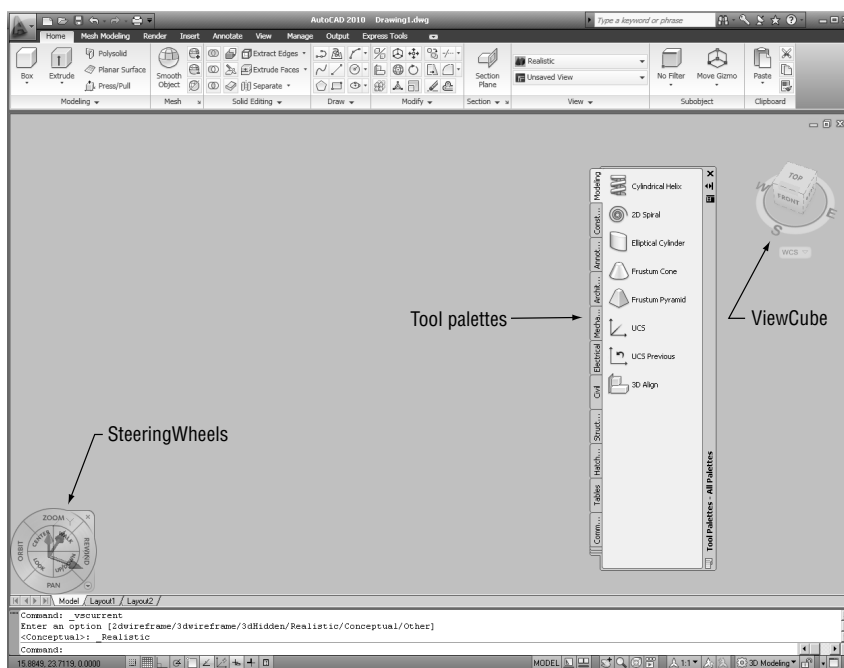 AutoCAD 2010 Drawing1.dwg
Type a keyword or phrase
Home Mesh Modeling Render Insert Annotate View Manage Output Express Tools
Box
Extrude
Polysolid
Planar Surface
Press/Pull
Smooth Object
Extract Edges
Extrude Faces
Separate
Section Plane
Realistic
Unsaved View
No Filter
Move Gizmo
Paste
Modeling
Mesh
Solid Editing
Draw
Modify
Section
View
Subobject
Clipboard
Modeling
Const...
Annot...
Archit...
Mecha...
Electrical
Civil
Struct...
Hatch...
Tables
Comm...
Cylindrical Helix
2D Spiral
Elliptical Cylinder
Frustum Cone
Frustum Pyramid
UCS
UCS Previous
3D Align
Tool Palettes - All Palettes
TOP
FRONT
W
S
E
WCS
Tool palettes
ViewCube
SteeringWheels
ZOOM
ORBIT
REWIND
PAN
CENTER
WALK
LOOK
UP/DOWN
Model Layout1 Layout2
Command: _vscurrent
Enter an option [2dwireframe/3dwireframe/3dHidden/Realistic/Conceptual/Other]
<Conceptual>: _Realistic
Command:
15.8849, 23.7119, 0.0000
MODEL
1:1
3D Modeling